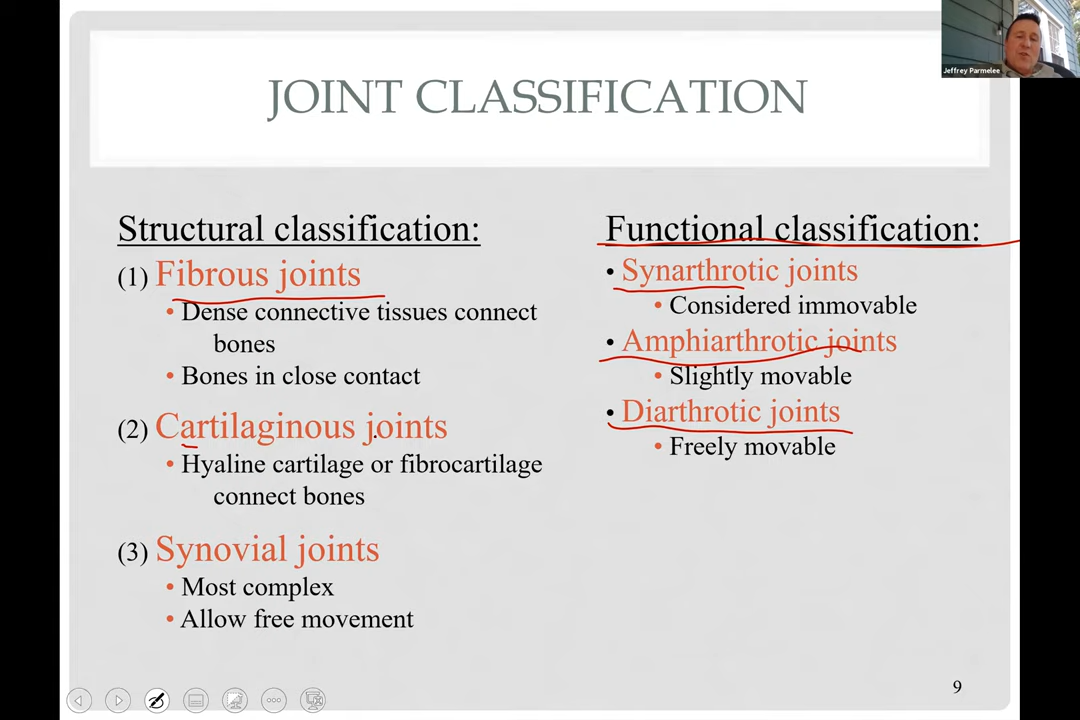 Jeffrey Parmelee
JOINT CLASSIFICATION
Structural classification:
(1) Fibrous joints
• Dense connective tissues connect
bones
• Bones in close contact
(2) Cartilaginous joints
• Hyaline cartilage or fibrocartilage
connect bones
(3) Synovial joints
• Most complex
• Allow free movement
Functional classification:
• Synarthrotic joints
• Considered immovable
• Amphiarthrotic joints
• Slightly movable
• Diarthrotic joints
• Freely movable
9